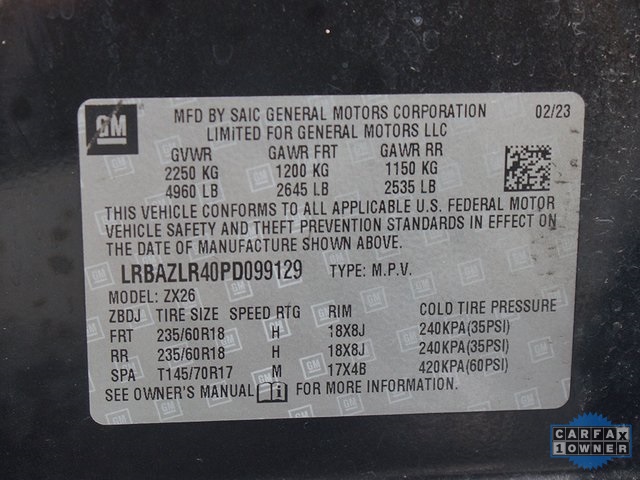 GM
MFD BY SAIC GENERAL MOTORS CORPORATION 02/23
LIMITED FOR GENERAL MOTORS LLC
GVWR GAWR FRT GAWR RR
2250 KG 1200 KG 1150 KG
4960 LB 2645 LB 2535 LB
THIS VEHICLE CONFORMS TO ALL APPLICABLE U.S. FEDERAL MOTOR
VEHICLE SAFETY AND THEFT PREVENTION STANDARDS IN EFFECT ON
THE DATE OF MANUFACTURE SHOWN ABOVE.
LRBAZLR40PD099129 TYPE: M.P.V.
MODEL: ZX26
ZBDJ TIRE SIZE SPEED RTG RIM COLD TIRE PRESSURE
FRT 235/60R18 H 18X8J 240KPA(35PSI)
RR 235/60R18 H 18X8J 240KPA(35PSI)
SPA T145/70R17 M 17X4B 420KPA(60PSI)
SEE OWNER'S MANUAL FOR MORE INFORMATION.
CARFAX
1 OWNER